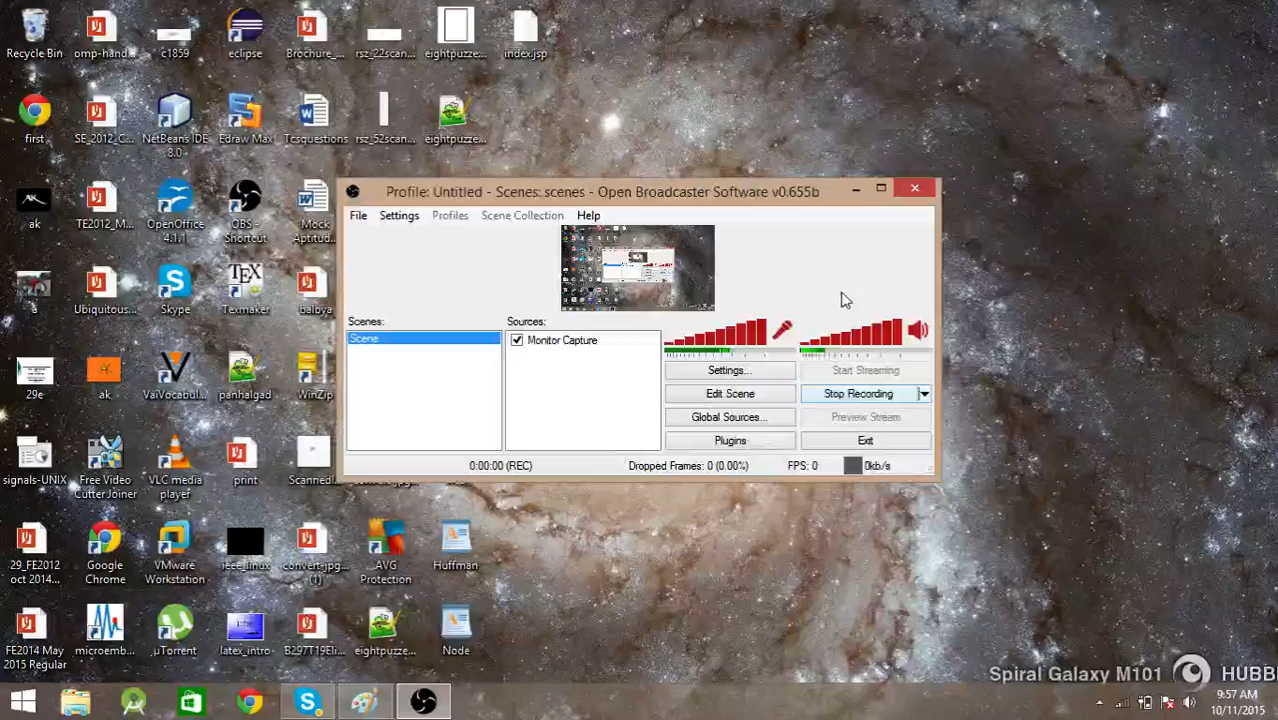 Recycle Bin
omp-hand...
c1859
eclipse
Brochure_...
rsz_22scan...
eightpuzze...
index.jsp
first
SE_2012_C...
NetBeans IDE
8.0
Edraw Max
Tcsquestions
rsz_52scan...
eightpuzze...
ak
TE2012_M...
OpenOffice
4.1.1
OBS -
Shortcut
Mock
Aptitud...
Ubiquitous...
Skype
Texmaker
balbya
29e
ak
VaiVocabul...
panhalgad
WinZip
signals-UNIX
Free Video
Cutter Joiner
VLC media
player
print
Scanned...
29_FE2012
oct 2014...
Google
Chrome
VMware
Workstation
ieee_linux
convert-jpg...
(1)
AVG
Protection
Huffman
FE2014 May
2015 Regular
microemb...
µTorrent
latex_intro-
B297T19Eli...
eightpuzze...
Node
Profile: Untitled - Scenes: scenes - Open Broadcaster Software v0.655b
File Settings Profiles Scene Collection Help
Scenes:
Sources:
Scene
Monitor Capture
Settings...
Start Streaming
Edit Scene
Stop Recording
Global Sources...
Preview Stream
Plugins
Exit
0:00:00 (REC)
Dropped Frames: 0 (0.00%)
FPS: 0
0kb/s
Spiral Galaxy M101
HUBB
9:57 AM
10/11/2015